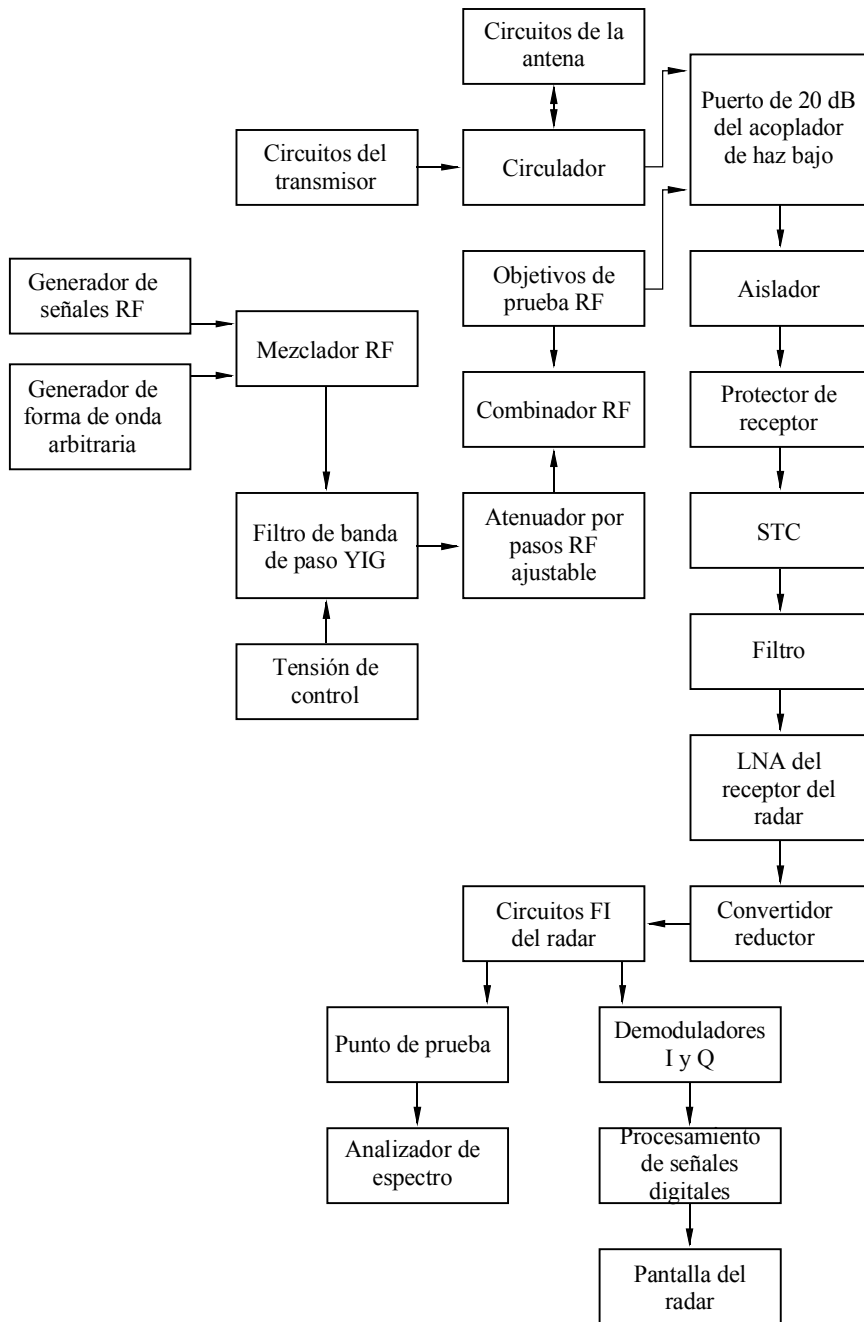 Circuitos de la
antena
Puerto de 20 dB
del acoplador
de haz bajo
Circuitos del
transmisor
Circulador
Generador de
señales RF
Objetivos de
prueba RF
Aislador
Mezclador RF
Generador de
forma de onda
arbitraria
Combinador RF
Protector de
receptor
Filtro de banda
de paso YIG
Atenuador por
pasos RF
ajustable
STC
Tensión de
control
Filtro
LNA del
receptor del
radar
Circuitos FI
del radar
Convertidor
reductor
Punto de prueba
Demoduladores
I y Q
Analizador de
espectro
Procesamiento
de señales
digitales
Pantalla del
radar